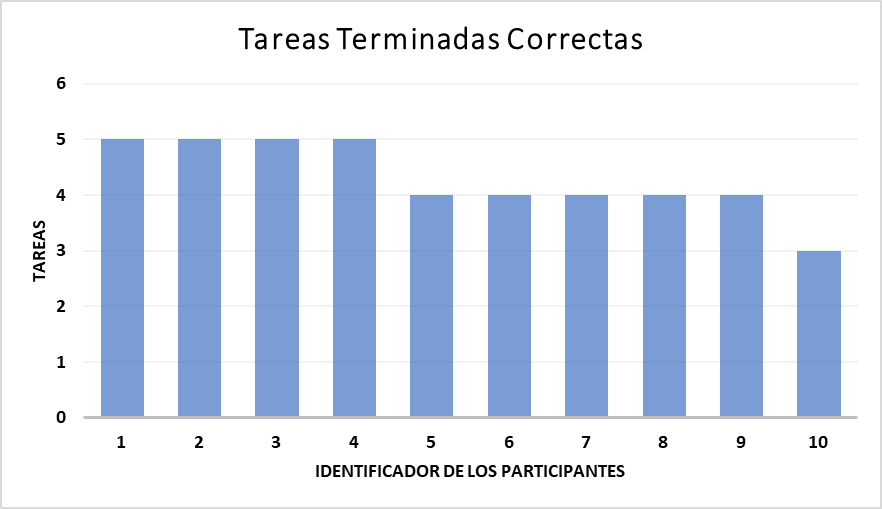 Tareas Terminadas Correctas
6
5
4
3
2
1
0
TAREAS
1 2 3 4 5 6 7 8 9 10
IDENTIFICADOR DE LOS PARTICIPANTES